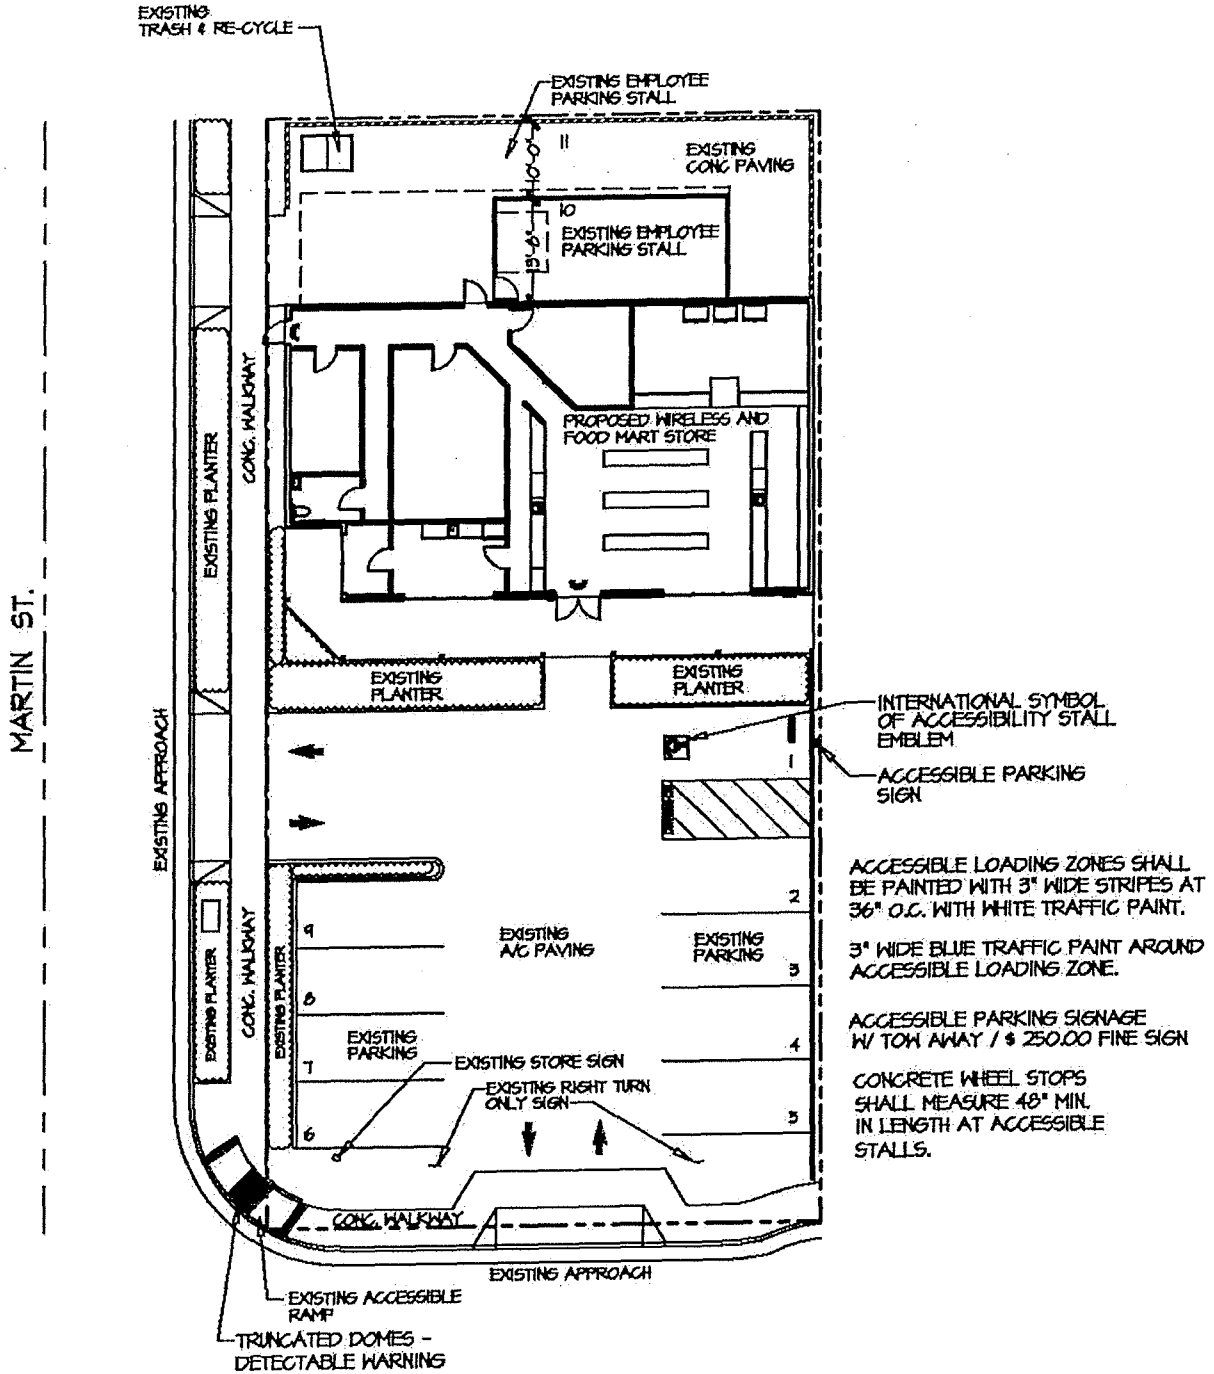 EXISTING
TRASH & RE-CYCLE
EXISTING EMPLOYEE
PARKING STALL
11
10'-0"
EXISTING
CONC PAVING
10
EXISTING EMPLOYEE
PARKING STALL
CONC. WALKWAY
EXISTING PLANTER
PROPOSED WIRELESS AND
FOOD MART STORE
MARTIN ST.
EXISTING
PLANTER
EXISTING
PLANTER
INTERNATIONAL SYMBOL
OF ACCESSIBILITY STALL
EMBLEM
1
ACCESSIBLE PARKING
SIGN
EXISTING APPROACH
ACCESSIBLE LOADING ZONES SHALL
BE PAINTED WITH 3" WIDE STRIPES AT
36" O.C. WITH WHITE TRAFFIC PAINT.
3" WIDE BLUE TRAFFIC PAINT AROUND
ACCESSIBLE LOADING ZONE.
ACCESSIBLE PARKING SIGNAGE
W/ TOW AWAY / $ 250.00 FINE SIGN
CONCRETE WHEEL STOPS
SHALL MEASURE 48" MIN.
IN LENGTH AT ACCESSIBLE
STALLS.
2
9
EXISTING
A/C PAVING
EXISTING
PARKING
3
8
CONC. WALKWAY
EXISTING PLANTER
EXISTING PLANTER
EXISTING
PARKING
4
7
EXISTING STORE SIGN
EXISTING RIGHT TURN
ONLY SIGN
5
6
CONC. WALKWAY
EXISTING APPROACH
EXISTING ACCESSIBLE
RAMP
TRUNCATED DOMES -
DETECTABLE WARNING